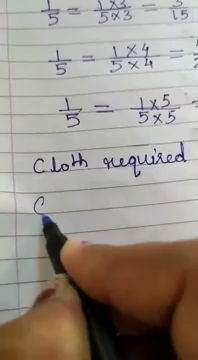 1/5 = 1×3/5×3 = 3/15
1/5 = 1×4/5×4 =
1/5 = 1×5/5×5 =
Cloth required
C